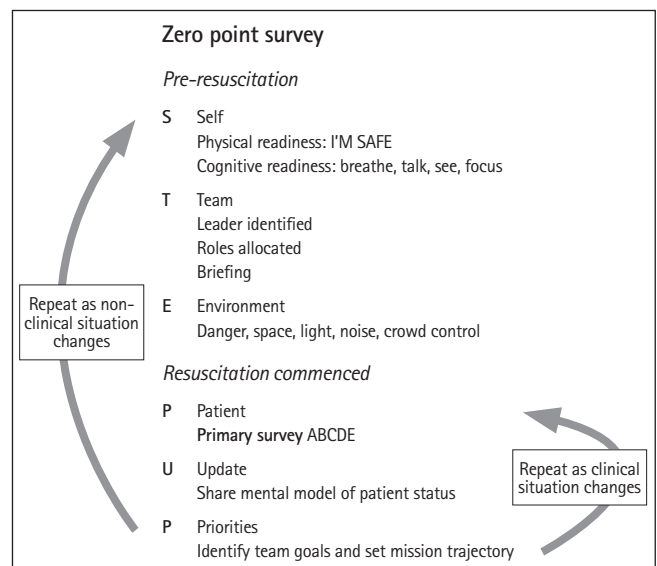 Zero point survey
Pre-resuscitation
S Self
Physical readiness: I'M SAFE
Cognitive readiness: breathe, talk, see, focus
T Team
Leader identified
Roles allocated
Briefing
E Environment
Danger, space, light, noise, crowd control
Repeat as non-
clinical situation
changes
Resuscitation commenced
P Patient
Primary survey ABCDE
U Update
Share mental model of patient status
P Priorities
Identify team goals and set mission trajectory
Repeat as clinical
situation changes